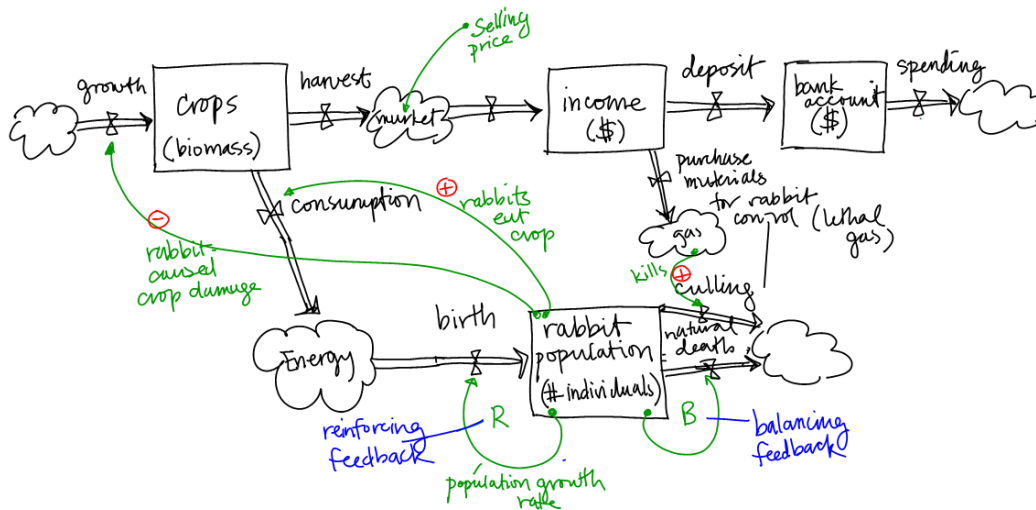 Selling
price
growth
crops
(biomass)
harvest
market
income
($)
deposit
bank
account
($)
spending
consumption
+
rabbits
eat
crop
purchase
materials
for rabbit
control (lethal
gas)
gas
kills
+
culling
−
rabbit-
caused
crop damage
Energy
birth
rabbit
population
(# individuals)
natural
deaths
reinforcing
feedback
R
B
balancing
feedback
population growth
rate